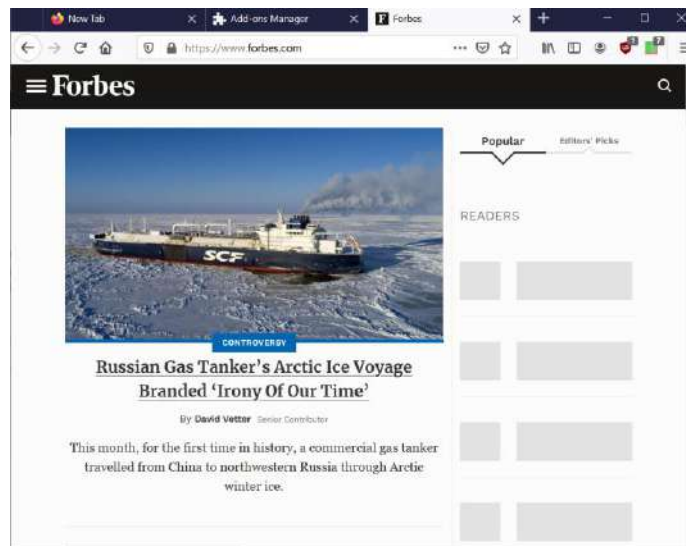 New Tab
Add-ons Manager
Forbes
https://www.forbes.com
Forbes
Popular
Editors' Picks
READERS
SCF
CONTROVERSY
Russian Gas Tanker's Arctic Ice Voyage
Branded ‘Irony Of Our Time’
By David Vetter Senior Contributor
This month, for the first time in history, a commercial gas tanker
travelled from China to northwestern Russia through Arctic
winter ice.